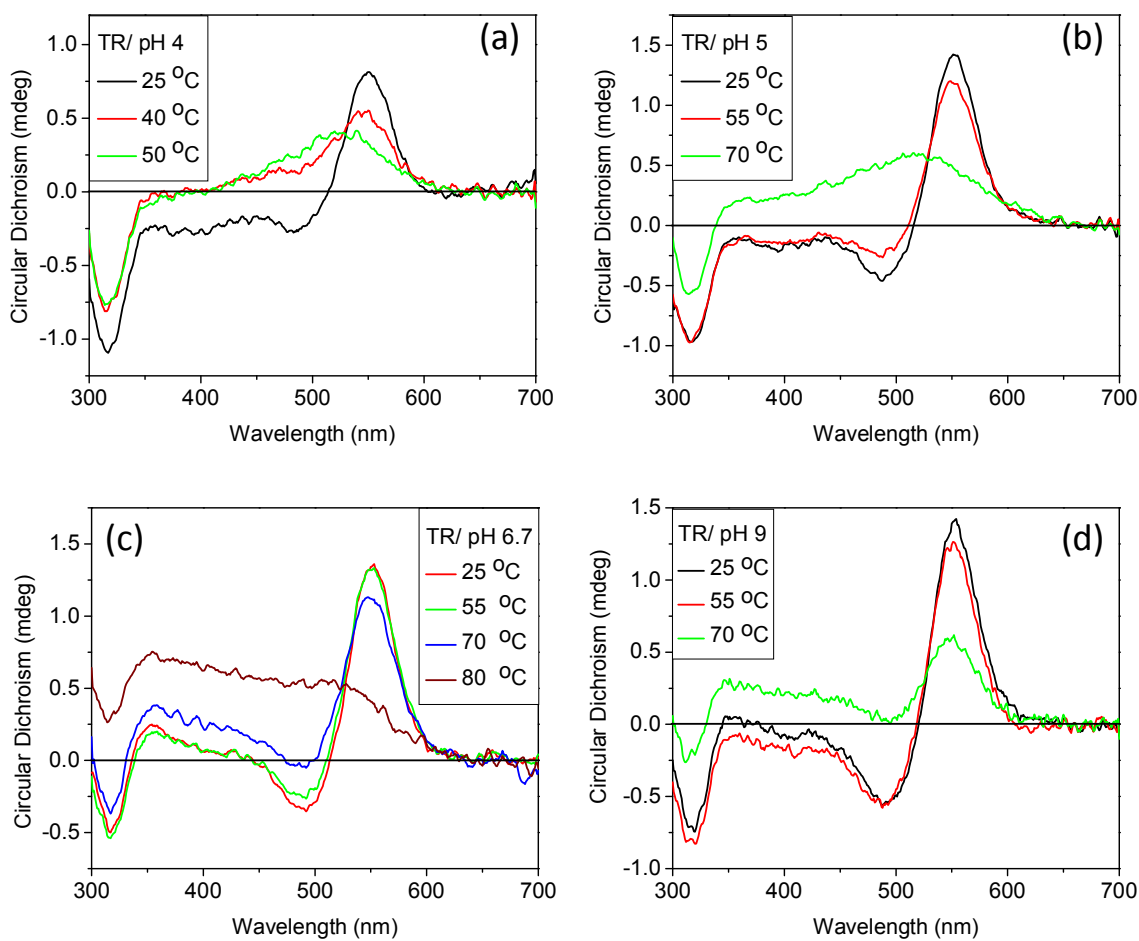 (a)
TR/ pH 4
25 °C
40 °C
50 °C
1.0
0.5
0.0
-0.5
-1.0
Circular Dichroism (mdeg)
300 400 500 600 700
Wavelength (nm)
(b)
TR/ pH 5
25 °C
55 °C
70 °C
1.5
1.0
0.5
0.0
-0.5
-1.0
Circular Dichroism (mdeg)
300 400 500 600 700
Wavelength (nm)
(c)
TR/ pH 6.7
25 °C
55 °C
70 °C
80 °C
1.5
1.0
0.5
0.0
-0.5
Circular Dichroism (mdeg)
300 400 500 600 700
Wavelength (nm)
(d)
TR/ pH 9
25 °C
55 °C
70 °C
1.5
1.0
0.5
0.0
-0.5
-1.0
Circular Dichroism (mdeg)
300 400 500 600 700
Wavelength (nm)